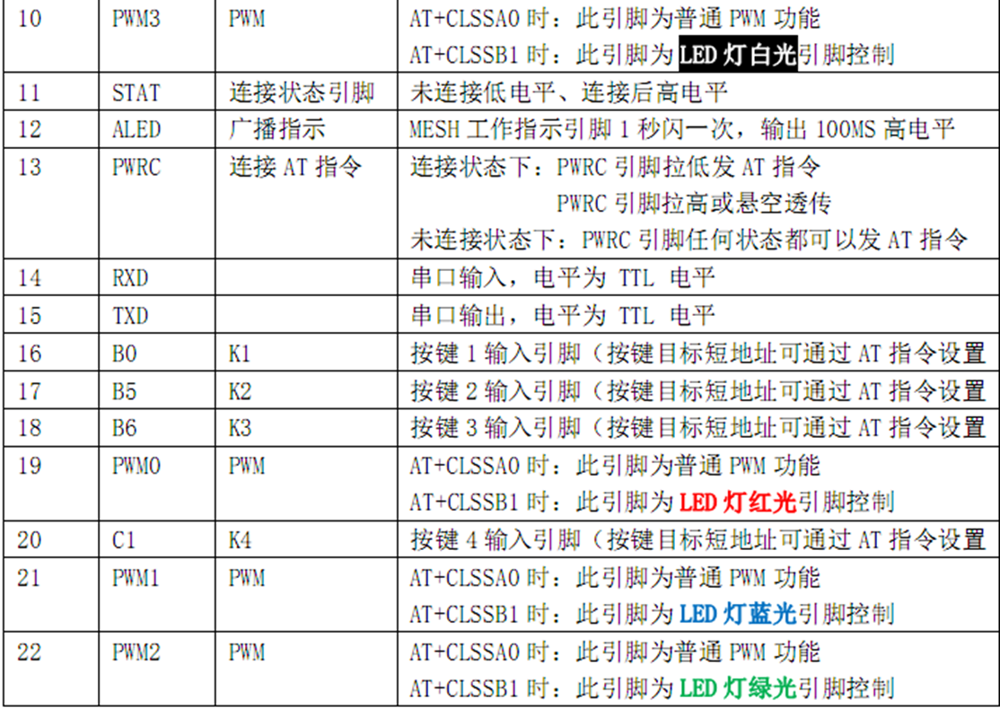 10 PWM3 PWM AT+CLSSA0 时：此引脚为普通 PWM 功能
AT+CLSSB1 时：此引脚为 LED 灯白光引脚控制
11 STAT 连接状态引脚 未连接低电平、连接后高电平
12 ALED 广播指示 MESH 工作指示引脚 1 秒闪一次，输出 100MS 高电平
13 PWRC 连接 AT 指令 连接状态下：PWRC 引脚拉低发 AT 指令
PWRC 引脚拉高或悬空透传
未连接状态下：PWRC 引脚任何状态都可以发 AT 指令
14 RXD 串口输入，电平为 TTL 电平
15 TXD 串口输出，电平为 TTL 电平
16 B0 K1 按键 1 输入引脚（按键目标短地址可通过 AT 指令设置
17 B5 K2 按键 2 输入引脚（按键目标短地址可通过 AT 指令设置
18 B6 K3 按键 3 输入引脚（按键目标短地址可通过 AT 指令设置
19 PWM0 PWM AT+CLSSA0 时：此引脚为普通 PWM 功能
AT+CLSSB1 时：此引脚为 LED 灯红光引脚控制
20 C1 K4 按键 4 输入引脚（按键目标短地址可通过 AT 指令设置
21 PWM1 PWM AT+CLSSA0 时：此引脚为普通 PWM 功能
AT+CLSSB1 时：此引脚为 LED 灯蓝光引脚控制
22 PWM2 PWM AT+CLSSA0 时：此引脚为普通 PWM 功能
AT+CLSSB1 时：此引脚为 LED 灯绿光引脚控制